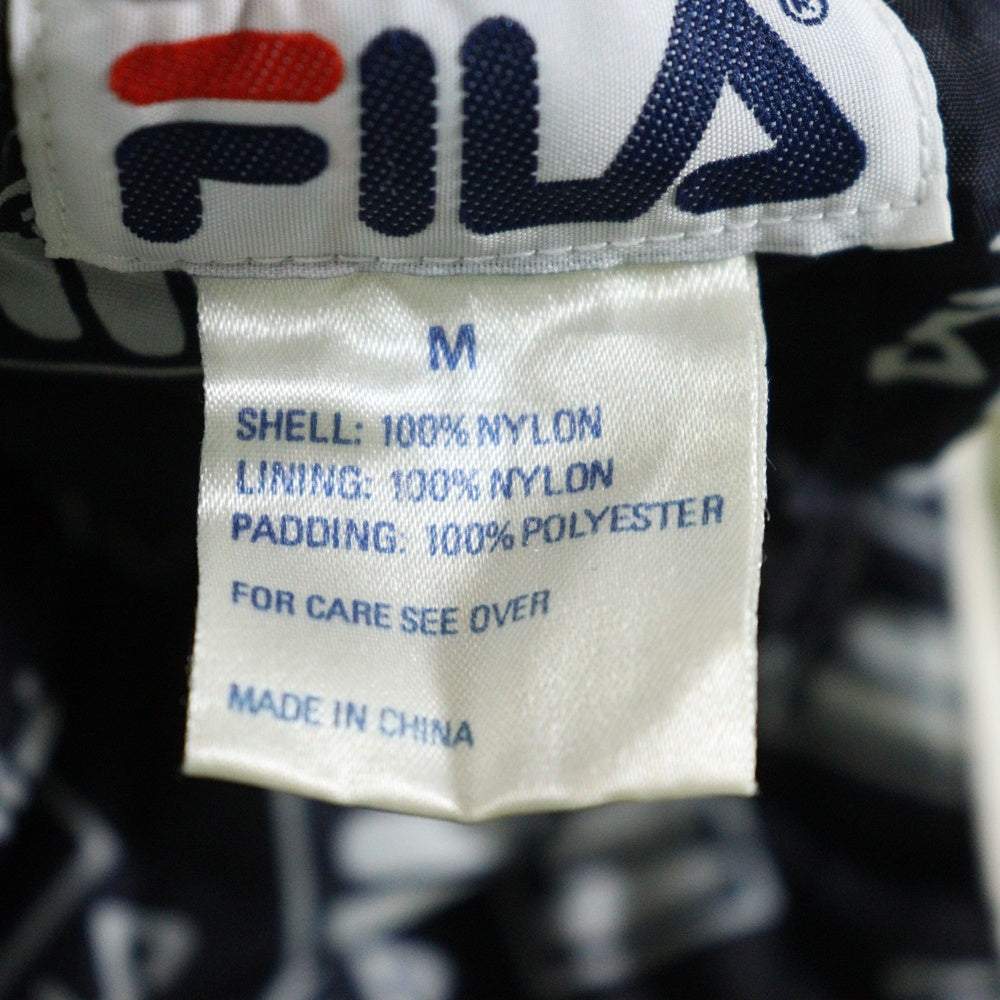 FILA®
M
SHELL: 100% NYLON
LINING: 100% NYLON
PADDING: 100% POLYESTER
FOR CARE SEE OVER
MADE IN CHINA